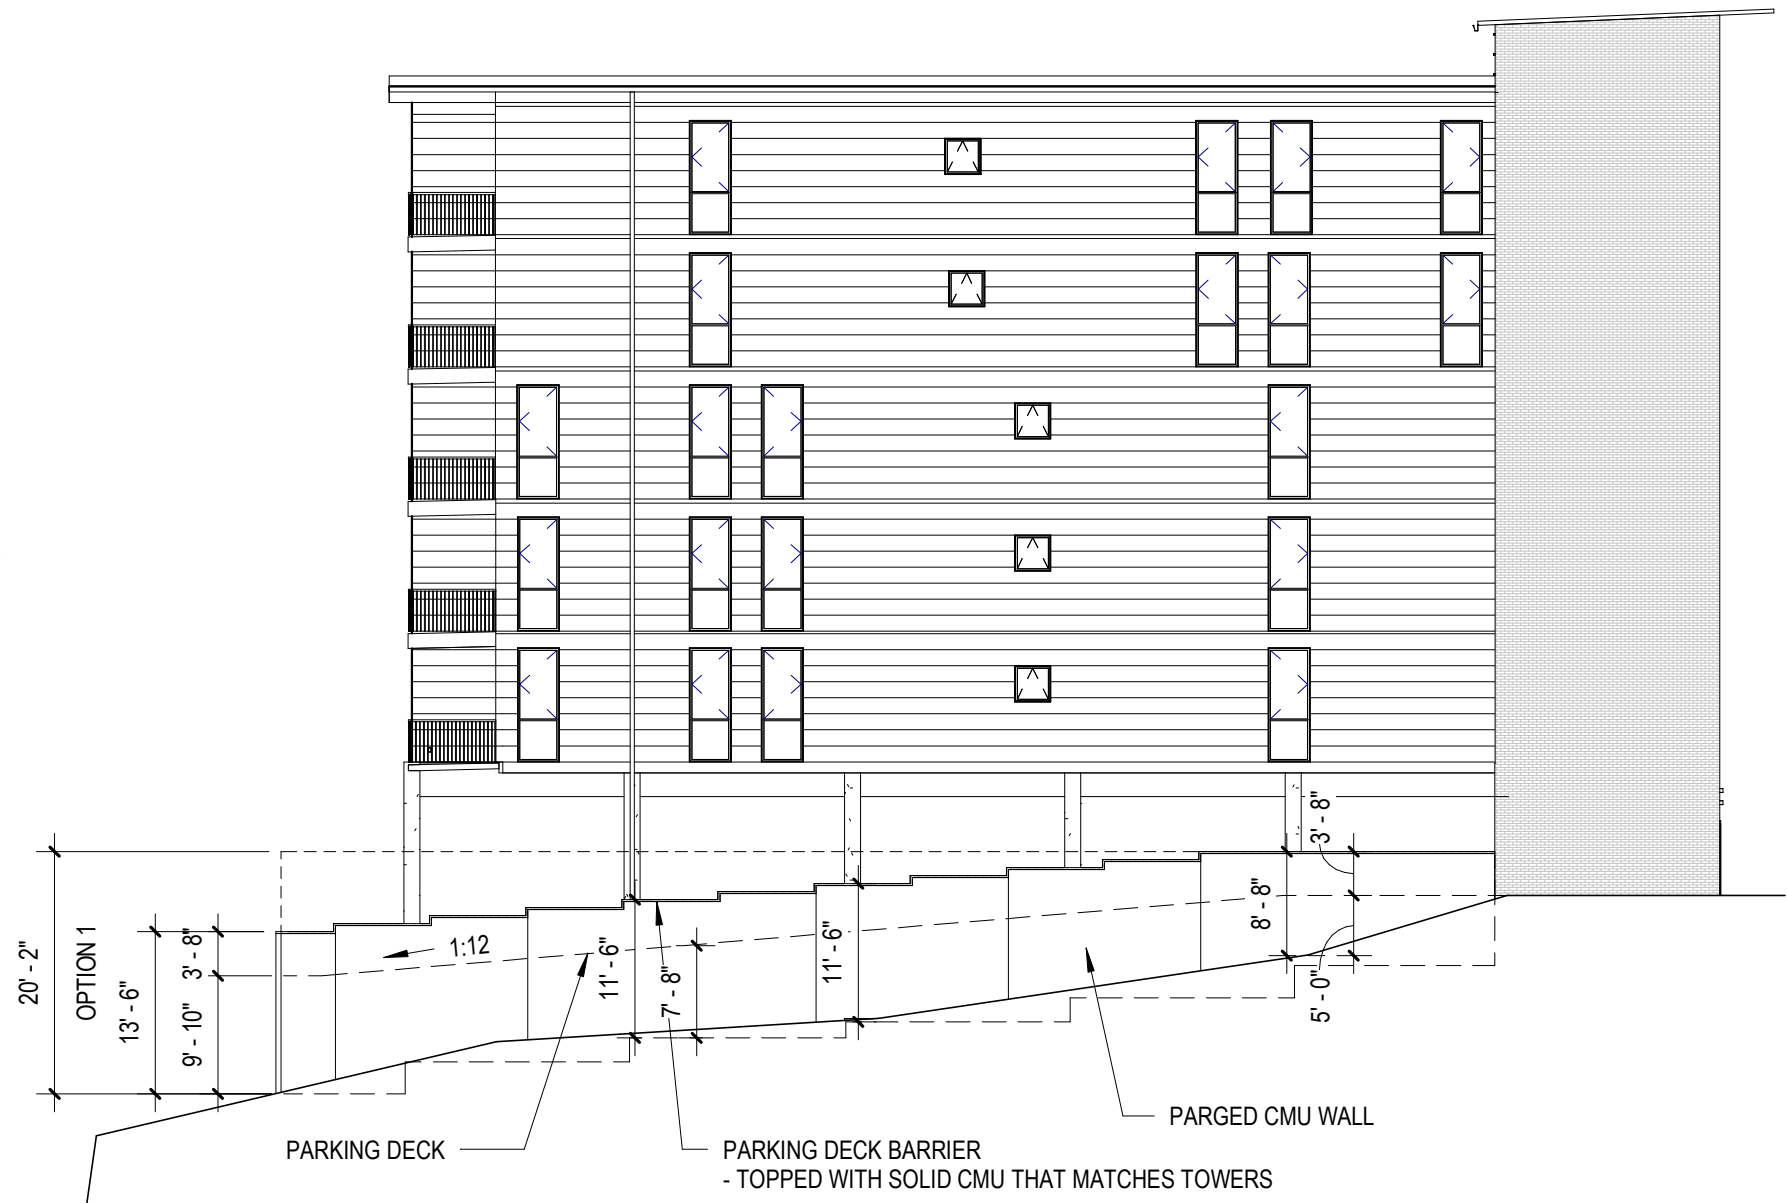 3' - 8"
20' - 2"
OPTION 1
13' - 6"
9' - 10"
3' - 8"
1:12
11' - 6"
7' - 8"
11' - 6"
8' - 8"
5' - 0"
PARKING DECK
PARKING DECK BARRIER
- TOPPED WITH SOLID CMU THAT MATCHES TOWERS
PARGED CMU WALL